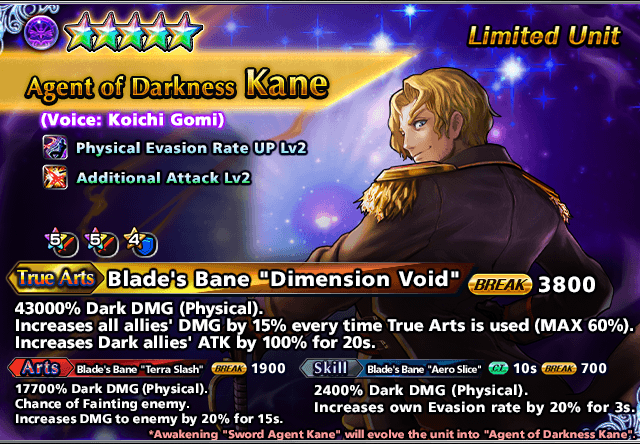 Limited Unit
Agent of Darkness Kane
(Voice: Koichi Gomi)
Physical Evasion Rate UP Lv2
Additional Attack Lv2
5 5 4
True Arts Blade's Bane "Dimension Void" BREAK 3800
43000% Dark DMG (Physical).
Increases all allies' DMG by 15% every time True Arts is used (MAX 60%).
Increases Dark allies' ATK by 100% for 20s.
Arts Blade's Bane "Terra Slash" BREAK 1900
17700% Dark DMG (Physical).
Chance of Fainting enemy.
Increases DMG to enemy by 20% for 15s.
Skill Blade's Bane "Aero Slice" C.T. 10s BREAK 700
2400% Dark DMG (Physical).
Increases own Evasion rate by 20% for 3s.
*Awakening "Sword Agent Kane" will evolve the unit into "Agent of Darkness Kane".